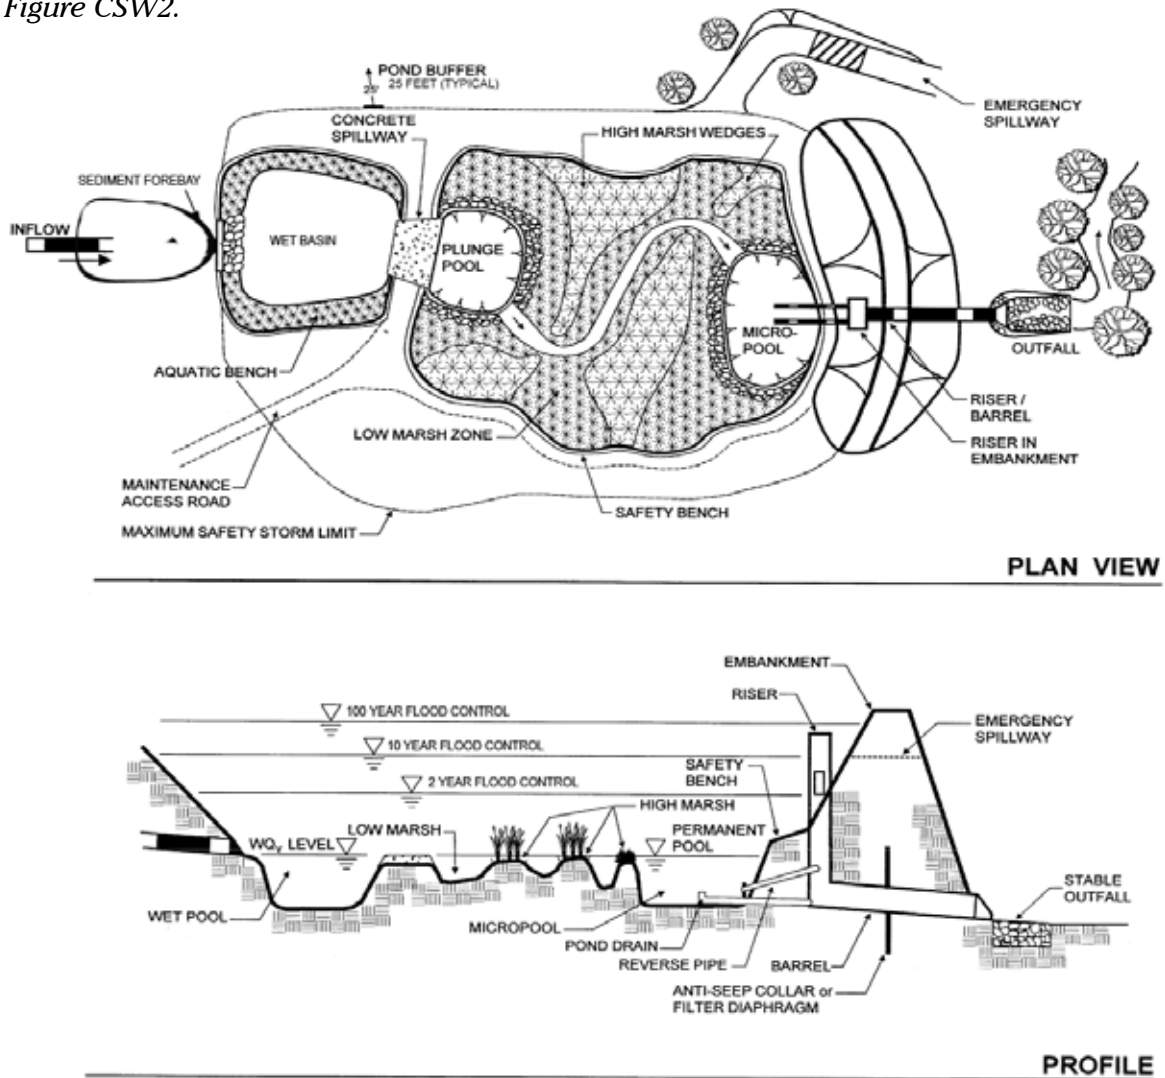 Figure CSW2.
POND BUFFER
25 FEET (TYPICAL)
25'
CONCRETE
SPILLWAY
HIGH MARSH WEDGES
EMERGENCY
SPILLWAY
SEDIMENT FOREBAY
INFLOW
WET BASIN
PLUNGE
POOL
MICRO-
POOL
OUTFALL
AQUATIC BENCH
RISER /
BARREL
LOW MARSH ZONE
RISER IN
EMBANKMENT
MAINTENANCE
ACCESS ROAD
SAFETY BENCH
MAXIMUM SAFETY STORM LIMIT
PLAN VIEW
EMBANKMENT
RISER
100 YEAR FLOOD CONTROL
EMERGENCY
SPILLWAY
10 YEAR FLOOD CONTROL
SAFETY
BENCH
2 YEAR FLOOD CONTROL
HIGH MARSH
LOW MARSH
PERMANENT
POOL
WQv LEVEL
STABLE
OUTFALL
WET POOL
MICROPOOL
POND DRAIN
REVERSE PIPE
BARREL
ANTI-SEEP COLLAR or
FILTER DIAPHRAGM
PROFILE